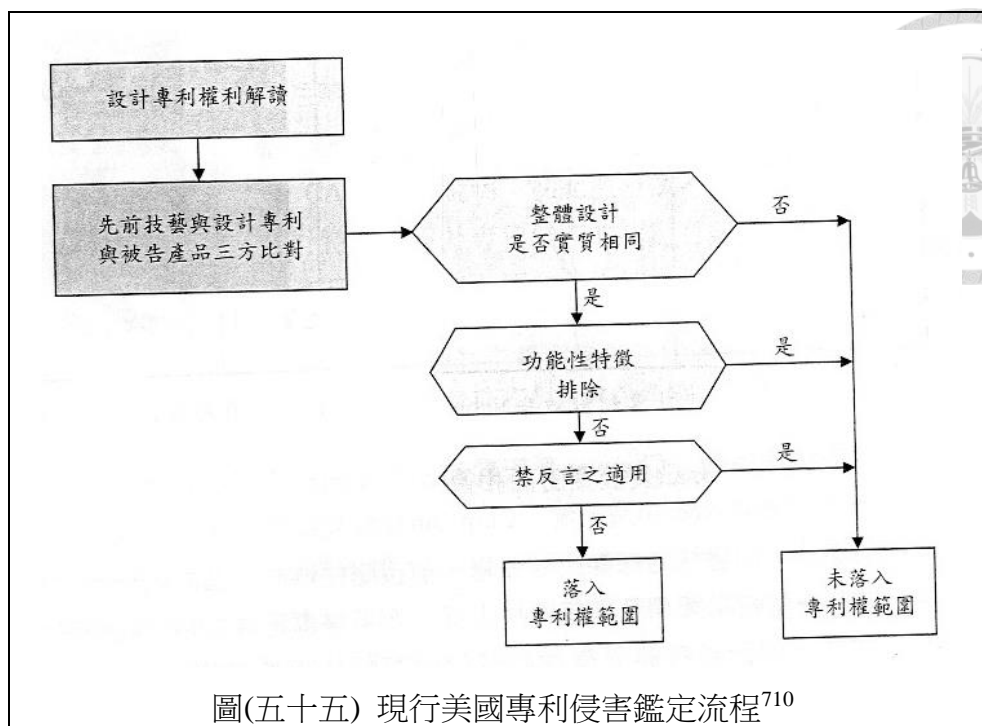 設計專利權利解讀
先前技藝與設計專利
與被告產品三方比對
整體設計
是否實質相同
否
是
功能性特徵
排除
是
否
禁反言之適用
是
否
落入
專利權範圍
未落入
專利權範圍
圖(五十五) 現行美國專利侵害鑑定流程710